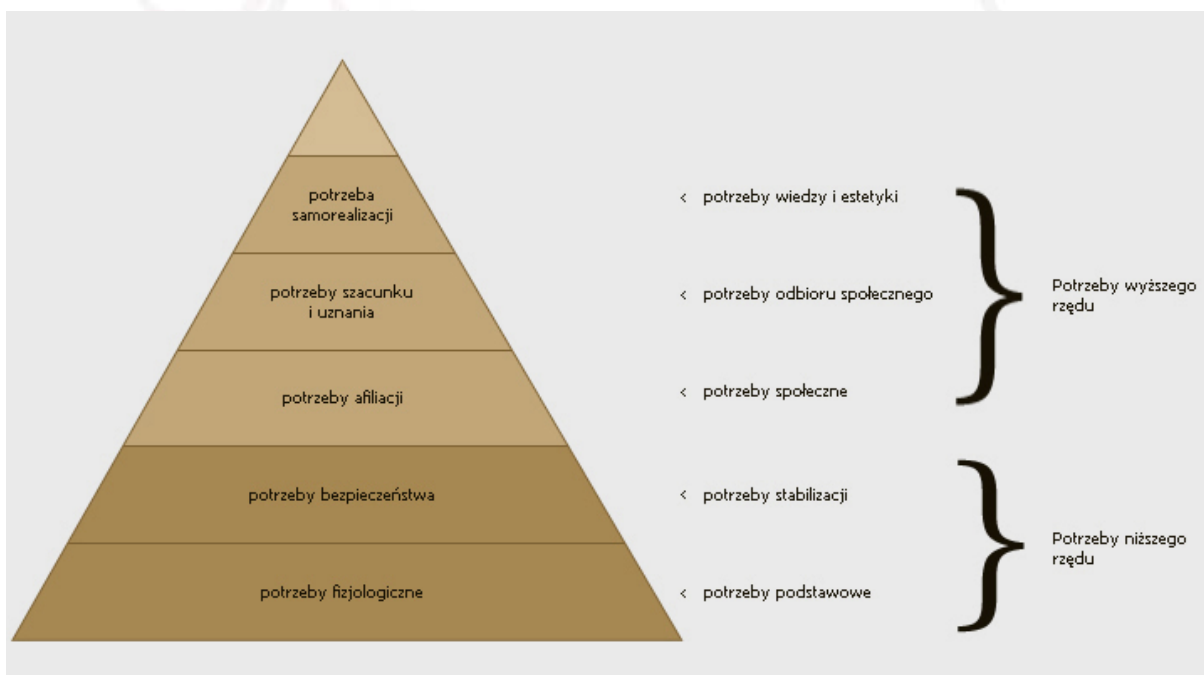 potrzeba
samorealizacji
< potrzeby wiedzy i estetyki
potrzeby szacunku
i uznania
< potrzeby odbioru społecznego
Potrzeby wyższego
rzędu
potrzeby afiliacji
< potrzeby społeczne
potrzeby bezpieczeństwa
< potrzeby stabilizacji
Potrzeby niższego
rzędu
potrzeby fizjologiczne
< potrzeby podstawowe